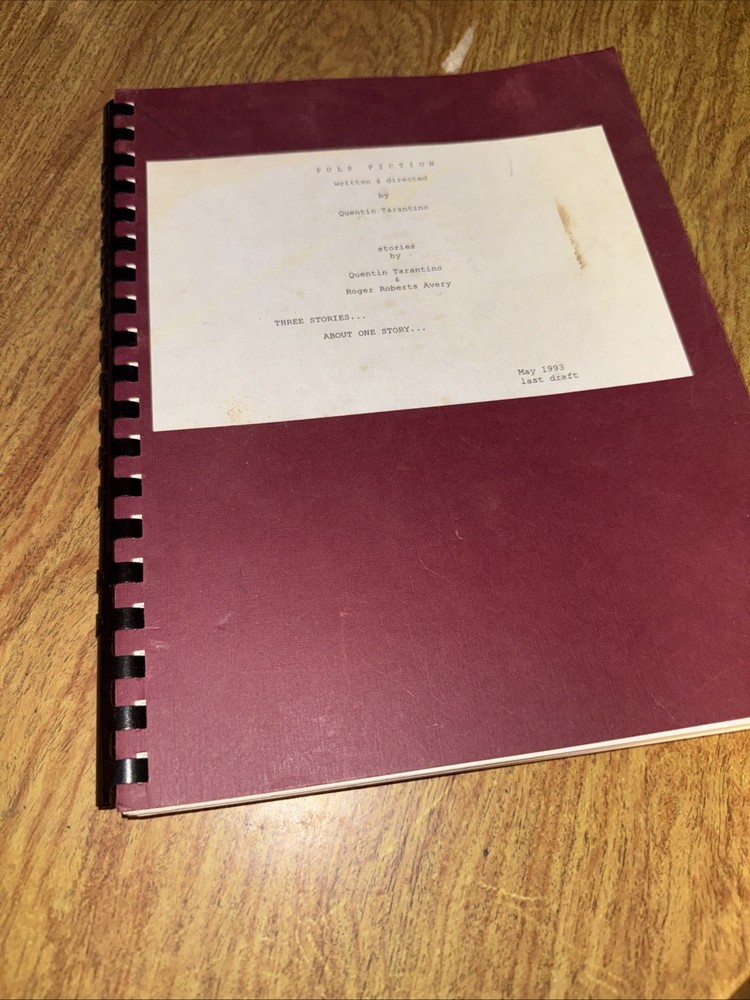 PULP FICTION
written & directed
by
Quentin Tarantino
stories
by
Quentin Tarantino
&
Roger Roberts Avery
THREE STORIES...
ABOUT ONE STORY...
May 1993
last draft